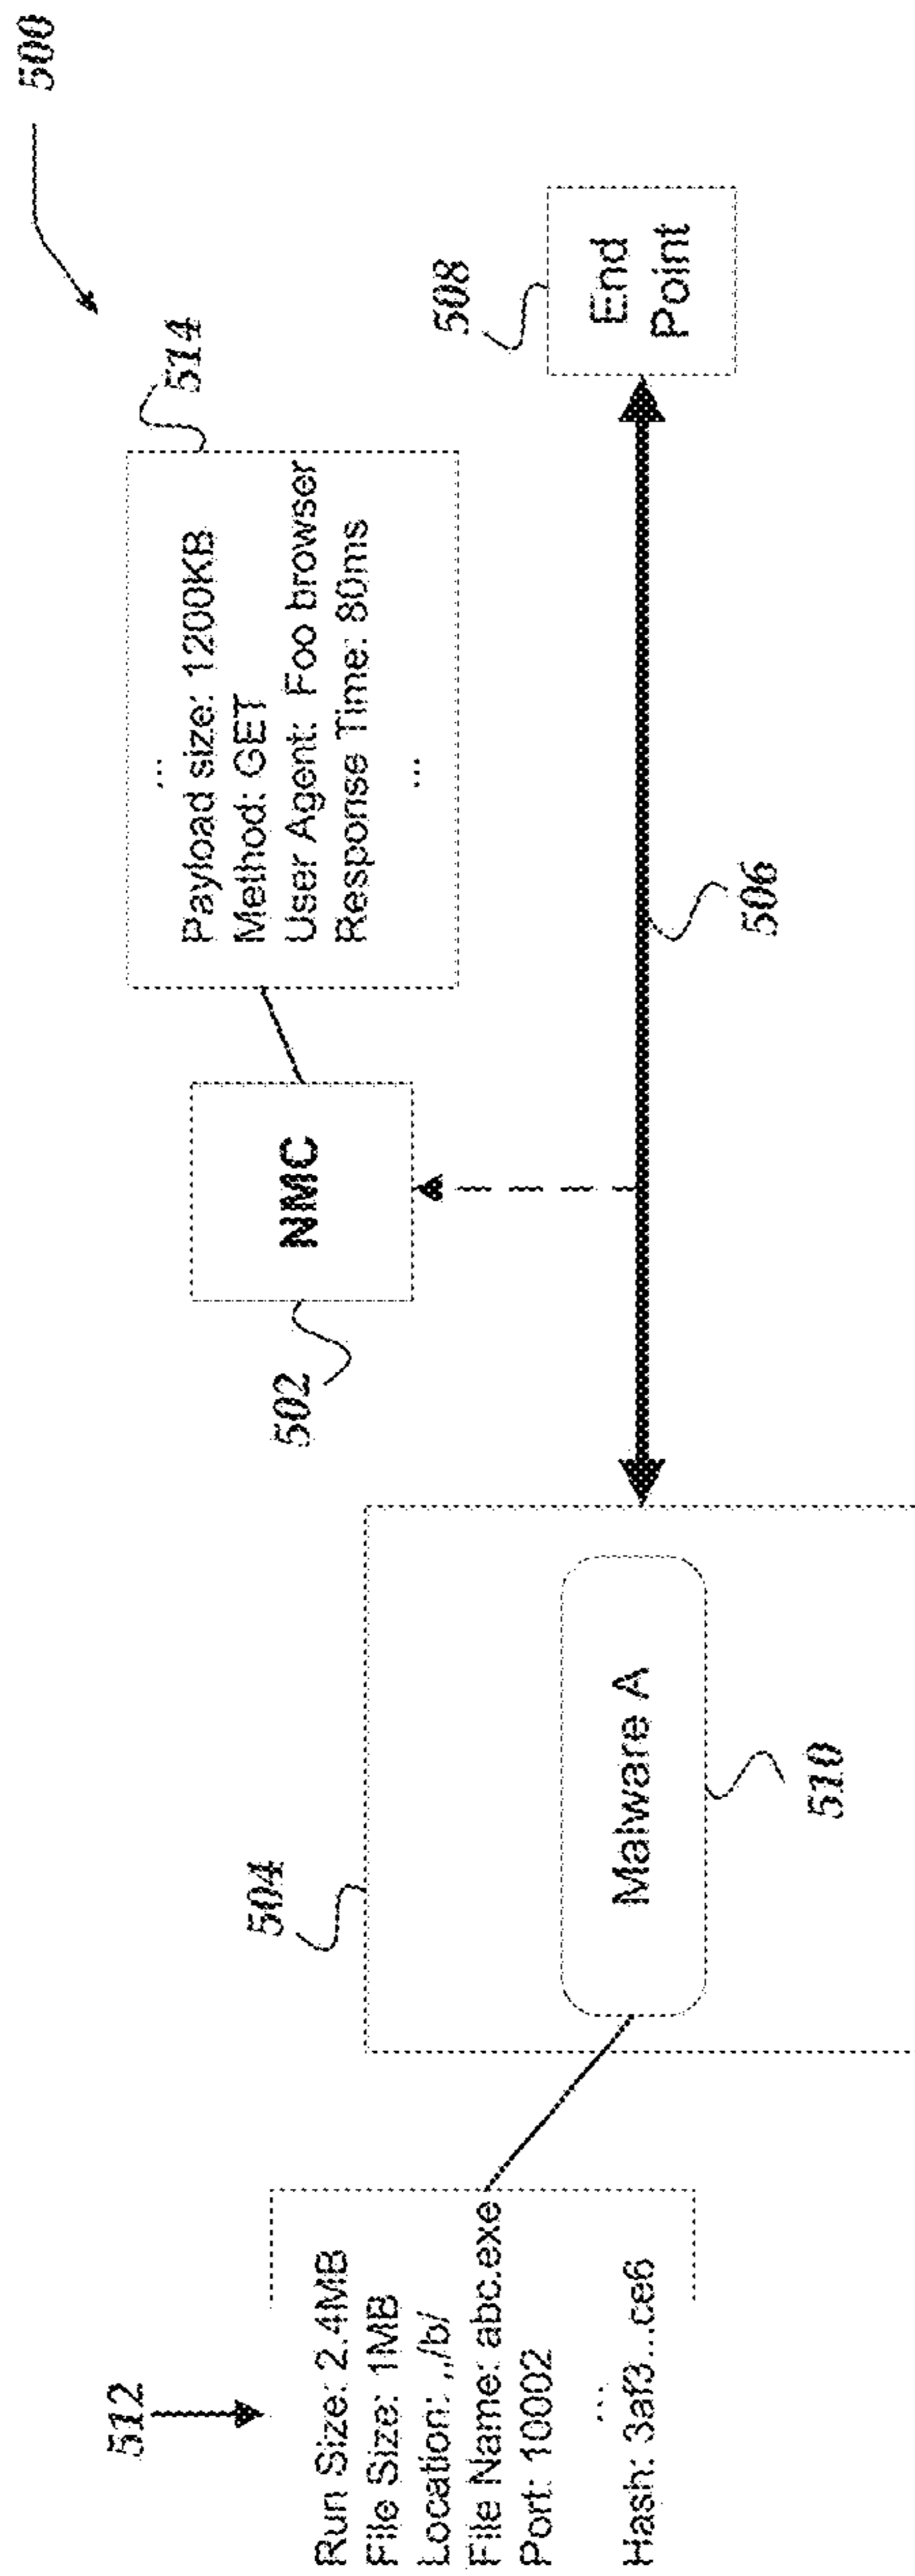 500
514
...
Payload size: 1200KB
Method: GET
User Agent: Foo browser
Response Time: 80ms
...
NMC
502
508
End
Point
506
504
Malware A
510
512
Run Size: 2.4MB
File Size: 1MB
Location: ../b/
File Name: abc.exe
Port: 10002
...
Hash: 3af3...ce6